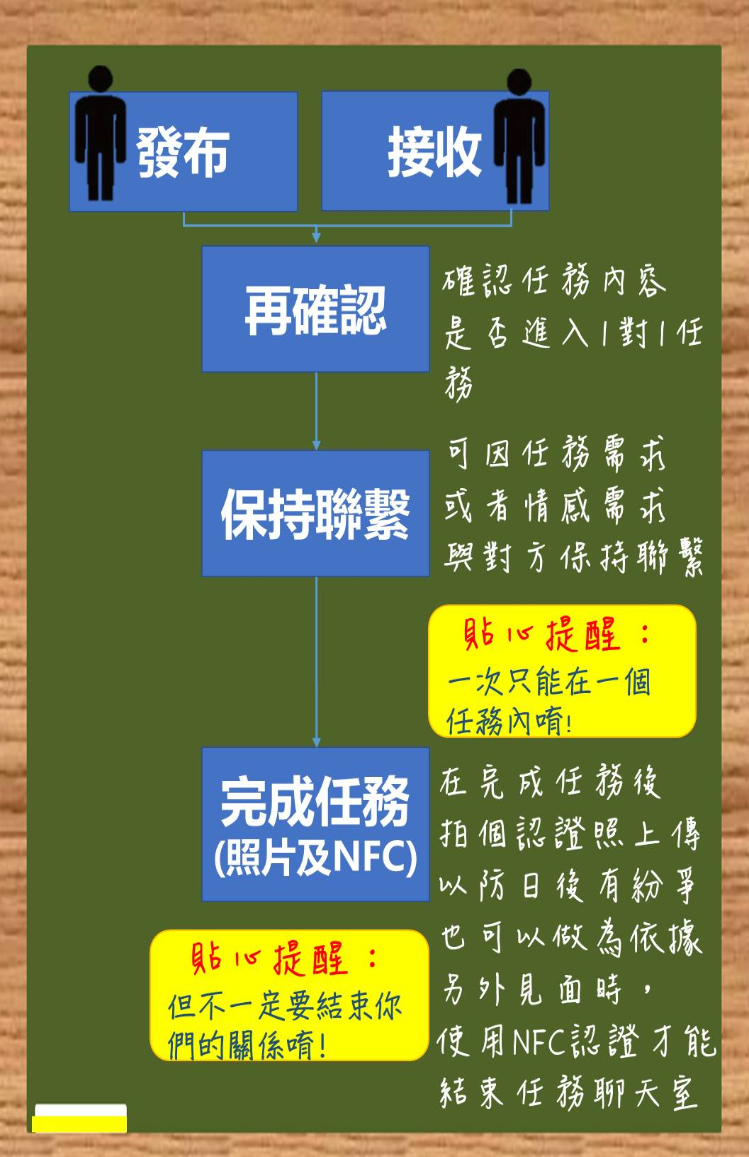 發布
接收
再確認
確認任務內容
是否進入1對1任
務
保持聯繫
可因任務需求
或者情感需求
與對方保持聯繫
貼心提醒：
一次只能在一個
任務內唷!
完成任務
(照片及NFC)
在完成任務後
拍個認證照上傳
以防日後有紛爭
也可以做為依據
另外見面時，
使用NFC認證才能
結束任務聊天室
貼心提醒：
但不一定要結束你
們的關係唷!